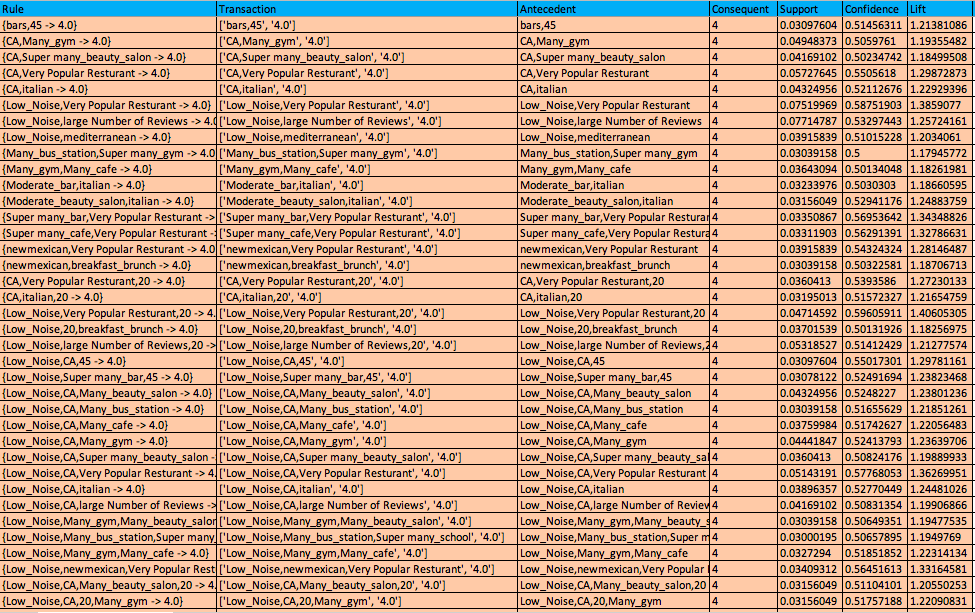 Rule Transaction Antecedent Consequent Support Confidence Lift
{bars,45 -> 4.0} ['bars,45', '4.0'] bars,45 4 0.03097604 0.51456311 1.21381086
{CA,Many_gym -> 4.0} ['CA,Many_gym', '4.0'] CA,Many_gym 4 0.04948373 0.5059761 1.19355482
{CA,Super many_beauty_salon -> 4.0} ['CA,Super many_beauty_salon', '4.0'] CA,Super many_beauty_salon 4 0.04169102 0.50234742 1.18499508
{CA,Very Popular Resturant -> 4.0} ['CA,Very Popular Resturant', '4.0'] CA,Very Popular Resturant 4 0.05727645 0.5505618 1.29872873
{CA,italian -> 4.0} ['CA,italian', '4.0'] CA,italian 4 0.04324956 0.52112676 1.22929396
{Low_Noise,Very Popular Resturant -> 4.0} ['Low_Noise,Very Popular Resturant', '4.0'] Low_Noise,Very Popular Resturant 4 0.07519969 0.58751903 1.3859077
{Low_Noise,large Number of Reviews -> 4.0 ['Low_Noise,large Number of Reviews', '4.0'] Low_Noise,large Number of Reviews 4 0.07714787 0.53297443 1.25724161
{Low_Noise,mediterranean -> 4.0} ['Low_Noise,mediterranean', '4.0'] Low_Noise,mediterranean 4 0.03915839 0.51015228 1.2034061
{Many_bus_station,Super many_gym -> 4.0 ['Many_bus_station,Super many_gym', '4.0'] Many_bus_station,Super many_gym 4 0.03039158 0.5 1.17945772
{Many_gym,Many_cafe -> 4.0} ['Many_gym,Many_cafe', '4.0'] Many_gym,Many_cafe 4 0.03643094 0.50134048 1.18261981
{Moderate_bar,italian -> 4.0} ['Moderate_bar,italian', '4.0'] Moderate_bar,italian 4 0.03233976 0.5030303 1.18660595
{Moderate_beauty_salon,italian -> 4.0} ['Moderate_beauty_salon,italian', '4.0'] Moderate_beauty_salon,italian 4 0.03156049 0.52941176 1.24883759
{Super many_bar,Very Popular Resturant -> ['Super many_bar,Very Popular Resturant', '4.0'] Super many_bar,Very Popular Resturar 4 0.03350867 0.56953642 1.34348826
{Super many_cafe,Very Popular Resturant - ['Super many_cafe,Very Popular Resturant', '4.0'] Super many_cafe,Very Popular Restura 4 0.03311903 0.56291391 1.32786631
{newmexican,Very Popular Resturant -> 4.0 ['newmexican,Very Popular Resturant', '4.0'] newmexican,Very Popular Resturant 4 0.03915839 0.54324324 1.28146487
{newmexican,breakfast_brunch -> 4.0} ['newmexican,breakfast_brunch', '4.0'] newmexican,breakfast_brunch 4 0.03039158 0.50322581 1.18706713
{CA,Very Popular Resturant,20 -> 4.0} ['CA,Very Popular Resturant,20', '4.0'] CA,Very Popular Resturant,20 4 0.0360413 0.5393586 1.27230133
{CA,italian,20 -> 4.0} ['CA,italian,20', '4.0'] CA,italian,20 4 0.03195013 0.51572327 1.21654759
{Low_Noise,Very Popular Resturant,20 -> 4. ['Low_Noise,Very Popular Resturant,20', '4.0'] Low_Noise,Very Popular Resturant,20 4 0.04714592 0.59605911 1.40605305
{Low_Noise,20,breakfast_brunch -> 4.0} ['Low_Noise,20,breakfast_brunch', '4.0'] Low_Noise,20,breakfast_brunch 4 0.03701539 0.50131926 1.18256975
{Low_Noise,large Number of Reviews,20 -> ['Low_Noise,large Number of Reviews,20', '4.0'] Low_Noise,large Number of Reviews,2 4 0.05318527 0.51412429 1.21277574
{Low_Noise,CA,45 -> 4.0} ['Low_Noise,CA,45', '4.0'] Low_Noise,CA,45 4 0.03097604 0.55017301 1.29781161
{Low_Noise,Super many_bar,45 -> 4.0} ['Low_Noise,Super many_bar,45', '4.0'] Low_Noise,Super many_bar,45 4 0.03078122 0.52491694 1.23823468
{Low_Noise,CA,Many_beauty_salon -> 4.0} ['Low_Noise,CA,Many_beauty_salon', '4.0'] Low_Noise,CA,Many_beauty_salon 4 0.04324956 0.5248227 1.23801236
{Low_Noise,CA,Many_bus_station -> 4.0} ['Low_Noise,CA,Many_bus_station', '4.0'] Low_Noise,CA,Many_bus_station 4 0.03039158 0.51655629 1.21851261
{Low_Noise,CA,Many_cafe -> 4.0} ['Low_Noise,CA,Many_cafe', '4.0'] Low_Noise,CA,Many_cafe 4 0.03759984 0.51742627 1.22056483
{Low_Noise,CA,Many_gym -> 4.0} ['Low_Noise,CA,Many_gym', '4.0'] Low_Noise,CA,Many_gym 4 0.04441847 0.52413793 1.23639706
{Low_Noise,CA,Super many_beauty_salon - ['Low_Noise,CA,Super many_beauty_salon', '4.0'] Low_Noise,CA,Super many_beauty_sal 4 0.0360413 0.50824176 1.19889933
{Low_Noise,CA,Very Popular Resturant -> 4. ['Low_Noise,CA,Very Popular Resturant', '4.0'] Low_Noise,CA,Very Popular Resturant 4 0.05143191 0.57768053 1.36269951
{Low_Noise,CA,italian -> 4.0} ['Low_Noise,CA,italian', '4.0'] Low_Noise,CA,italian 4 0.03896357 0.52770449 1.24481026
{Low_Noise,CA,large Number of Reviews -> ['Low_Noise,CA,large Number of Reviews', '4.0'] Low_Noise,CA,large Number of Review 4 0.04169102 0.50831354 1.19906866
{Low_Noise,Many_gym,Many_beauty_salon ['Low_Noise,Many_gym,Many_beauty_salon', '4.0'] Low_Noise,Many_gym,Many_beauty_s 4 0.03039158 0.50649351 1.19477535
{Low_Noise,Many_bus_station,Super many ['Low_Noise,Many_bus_station,Super many_school', '4.0'] Low_Noise,Many_bus_station,Super m 4 0.03000195 0.50657895 1.1949769
{Low_Noise,Many_gym,Many_cafe -> 4.0} ['Low_Noise,Many_gym,Many_cafe', '4.0'] Low_Noise,Many_gym,Many_cafe 4 0.0327294 0.51851852 1.22314134
{Low_Noise,newmexican,Very Popular Rest ['Low_Noise,newmexican,Very Popular Resturant', '4.0'] Low_Noise,newmexican,Very Popular 4 0.03409312 0.56451613 1.33164581
{Low_Noise,CA,Many_beauty_salon,20 -> 4. ['Low_Noise,CA,Many_beauty_salon,20', '4.0'] Low_Noise,CA,Many_beauty_salon,20 4 0.03156049 0.51104101 1.20550253
{Low_Noise,CA,20,Many_gym -> 4.0} ['Low_Noise,CA,20,Many_gym', '4.0'] Low_Noise,CA,20,Many_gym 4 0.03156049 0.51757188 1.22090831